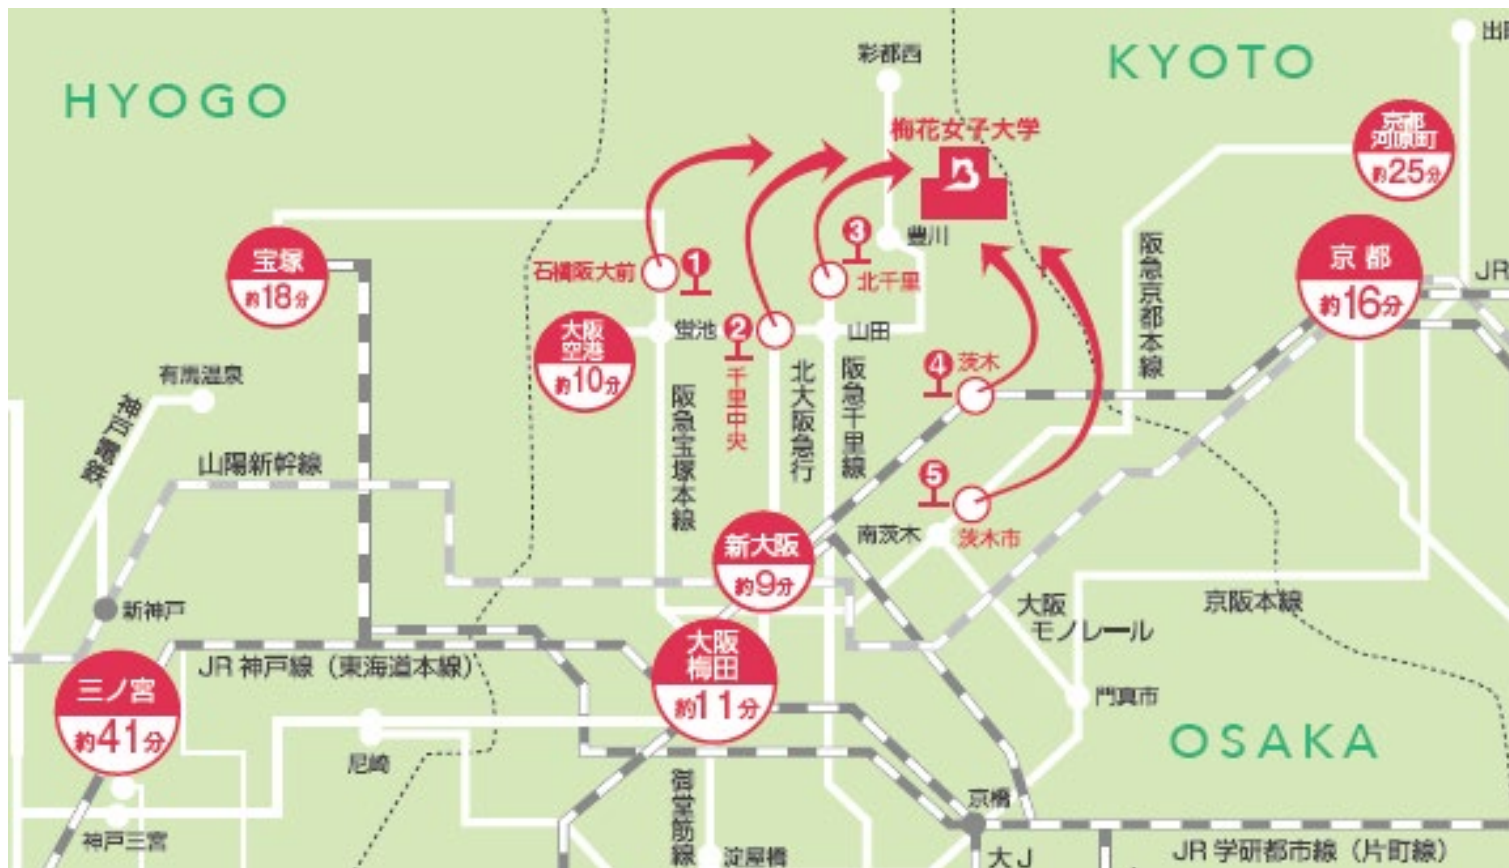 HYOGO
KYOTO
OSAKA
彩都西
梅花女子大学
B
京都
河原町
約25分
宝塚
約18分
石橋阪大前
1
3
豊川
北千里
京都
約16分
JR
阪急京都本線
大阪
空港
約10分
蛍池
2
千里中央
山田
北大阪急行
阪急千里線
阪急宝塚本線
4
茨木
5
茨木市
南茨木
有馬温泉
山陽新幹線
新神戸
新大阪
約9分
大阪
モノレール
京阪本線
JR 神戸線（東海道本線）
大阪
梅田
約11分
三ノ宮
約41分
門真市
尼崎
御堂筋線
京橋
神戸三宮
淀屋橋
大J
JR 学研都市線（片町線）